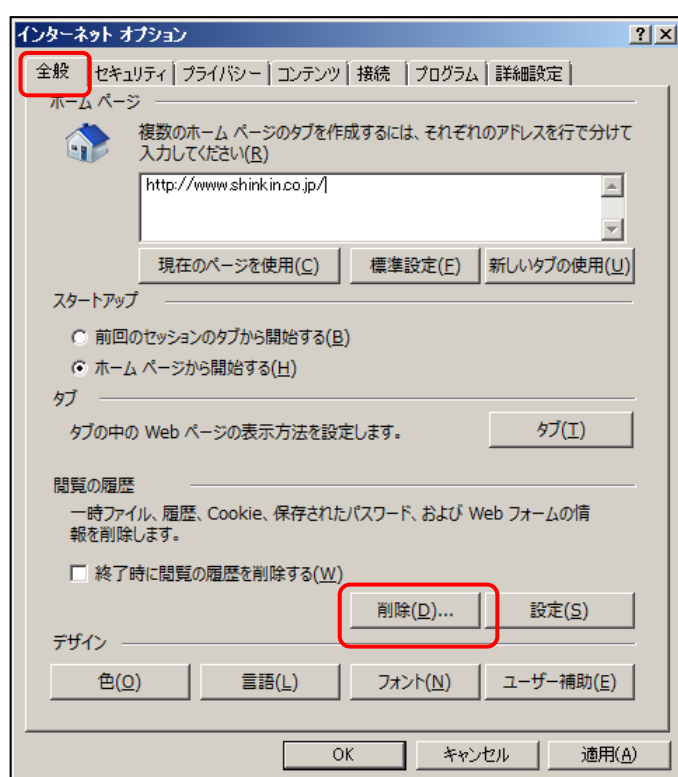 インターネット オプション
全般 セキュリティ プライバシー コンテンツ 接続 プログラム 詳細設定
ホーム ページ
複数のホーム ページのタブを作成するには、それぞれのアドレスを行で分けて
入力してください(R)
http://www.shinkin.co.jp/
現在のページを使用(C) 標準設定(F) 新しいタブの使用(U)
スタートアップ
前回のセッションのタブから開始する(B)
ホーム ページから開始する(H)
タブ
タブの中の Web ページの表示方法を設定します。 タブ(T)
閲覧の履歴
一時ファイル、履歴、Cookie、保存されたパスワード、および Web フォームの情
報を削除します。
終了時に閲覧の履歴を削除する(W)
削除(D)... 設定(S)
デザイン
色(O) 言語(L) フォント(N) ユーザー補助(E)
OK キャンセル 適用(A)